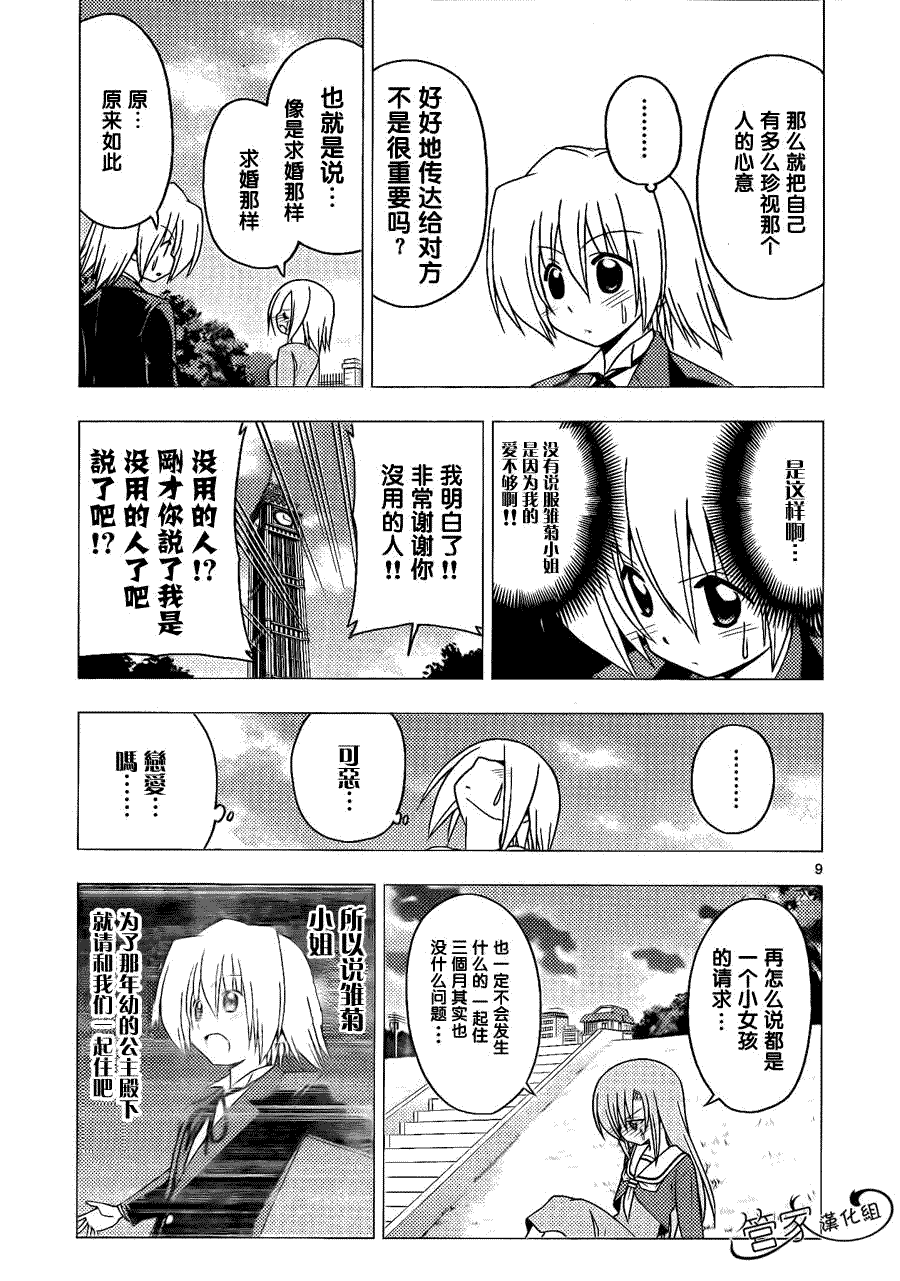 那么就把自己
有多么珍视那个
人的心意
………
好好地传达给对方
不是很重要吗？
也就是说…
像是求婚那样
求婚那样
原…
原来如此
是这样啊…
没有说服雏菊小姐
是因为我的
爱不够啊!!
我明白了!!
非常谢谢你
沒用的人!!
没用的人!?
剛才你説了我是
没用的人了吧
説了吧!?
………
可惡…
戀愛…
嗎……
9
再怎么说都是
一个小女孩
的请求…
也一定不会发生
什么的 一起住
三個月其实也
没什么问题…
所以说雏菊
小姐
为了那年幼的公主殿下
就请和我们一起住吧
管家
漢化組